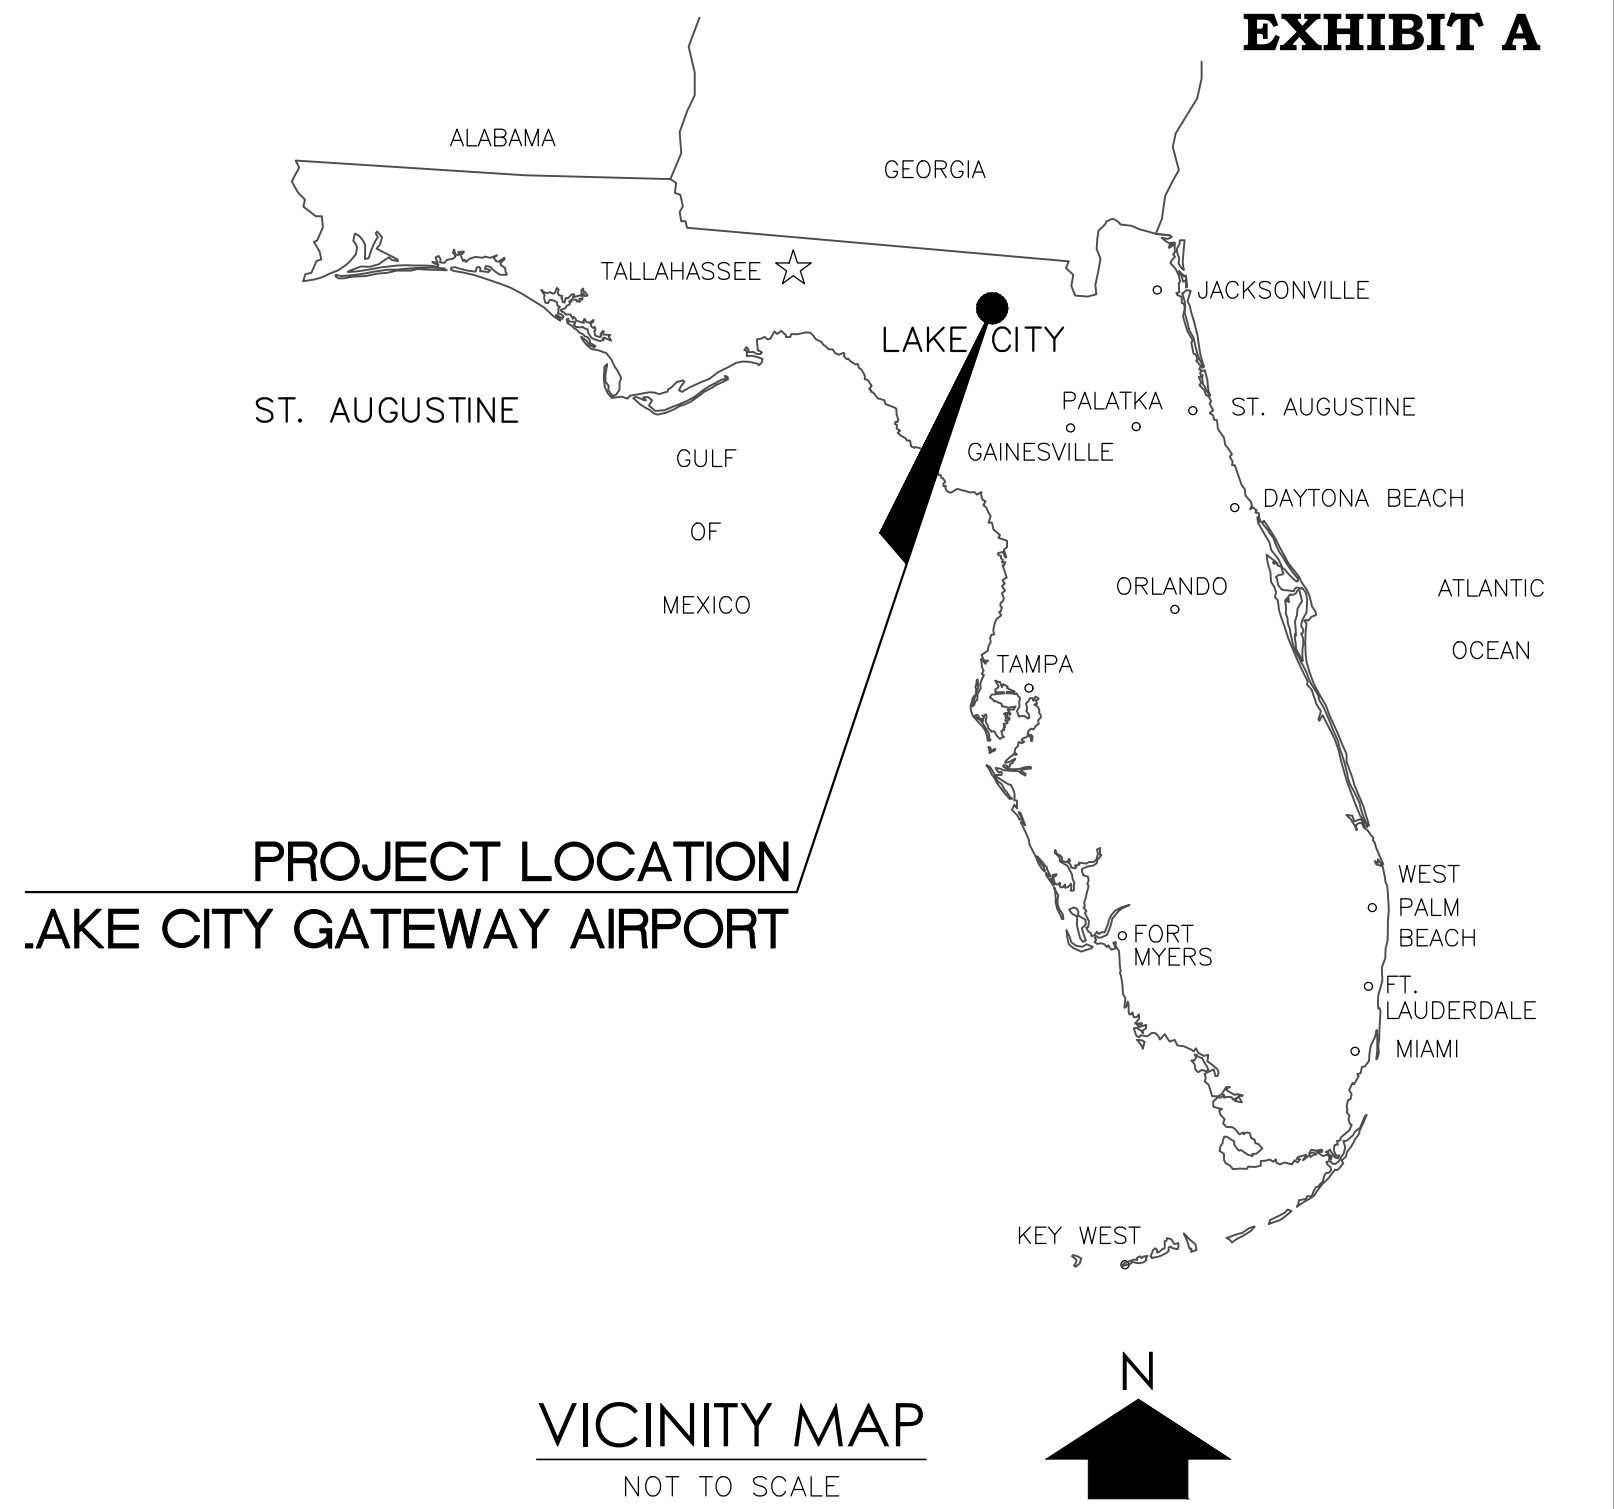 EXHIBIT A
ALABAMA
GEORGIA
TALLAHASSEE
JACKSONVILLE
LAKE CITY
PALATKA
ST. AUGUSTINE
ST. AUGUSTINE
GAINESVILLE
GULF
OF
MEXICO
DAYTONA BEACH
ORLANDO
ATLANTIC
OCEAN
TAMPA
PROJECT LOCATION
.AKE CITY GATEWAY AIRPORT
WEST
PALM
BEACH
FORT
MYERS
FT.
LAUDERDALE
MIAMI
KEY WEST
N
VICINITY MAP
NOT TO SCALE